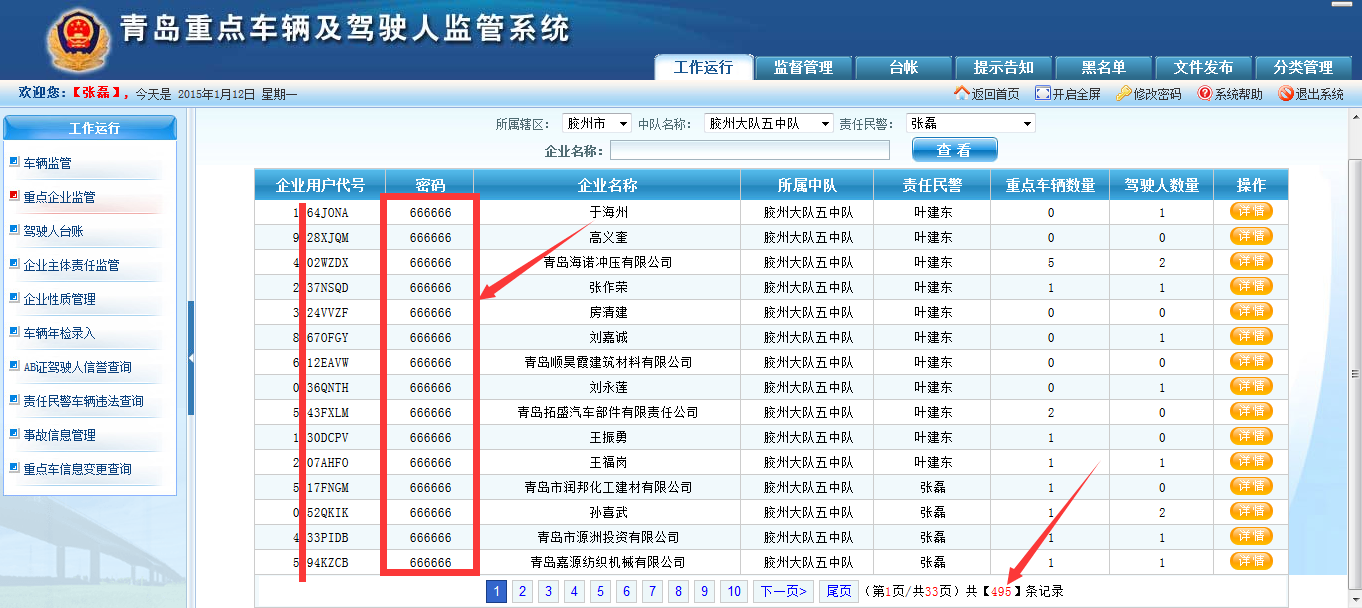 青岛重点车辆及驾驶人监管系统
工作运行 监督管理 台帐 提示告知 黑名单 文件发布 分类管理
欢迎您:【张磊】, 今天是 2015年1月12日 星期一 返回首页 开启全屏 修改密码 系统帮助 退出系统
工作运行
车辆监管
重点企业监管
驾驶人台账
企业主体责任监管
企业性质管理
车辆年检录入
AB证驾驶人信誉查询
责任民警车辆违法查询
事故信息管理
重点车信息变更查询
所属辖区: 胶州市 中队名称: 胶州大队五中队 责任民警: 张磊
企业名称: 查看
企业用户代号 密码 企业名称 所属中队 责任民警 重点车辆数量 驾驶人数量 操作
1 64JONA 666666 于海州 胶州大队五中队 叶建东 0 1 详情
9 28XJQM 666666 高义奎 胶州大队五中队 叶建东 0 0 详情
4 02WZDX 666666 青岛海诺冲压有限公司 胶州大队五中队 叶建东 5 2 详情
2 37NSQD 666666 张作荣 胶州大队五中队 叶建东 1 1 详情
3 24VVZF 666666 房清建 胶州大队五中队 叶建东 0 0 详情
8 67OFGY 666666 刘嘉诚 胶州大队五中队 叶建东 0 1 详情
6 12EAVW 666666 青岛顺昊霞建筑材料有限公司 胶州大队五中队 叶建东 0 0 详情
0 36QNTH 666666 刘永莲 胶州大队五中队 叶建东 0 1 详情
5 43FXLM 666666 青岛拓盛汽车部件有限责任公司 胶州大队五中队 叶建东 2 0 详情
1 30DCPV 666666 王振勇 胶州大队五中队 叶建东 1 0 详情
2 07AHFO 666666 王福岗 胶州大队五中队 叶建东 1 1 详情
5 17FNGM 666666 青岛市润邦化工建材有限公司 胶州大队五中队 张磊 1 0 详情
0 52QKIK 666666 孙喜武 胶州大队五中队 张磊 1 2 详情
4 33PIDB 666666 青岛市源洲投资有限公司 胶州大队五中队 张磊 1 1 详情
5 94KZCB 666666 青岛嘉源纺织机械有限公司 胶州大队五中队 张磊 1 1 详情
1 2 3 4 5 6 7 8 9 10 下一页> 尾页 (第1页/共33页) 共【495】条记录